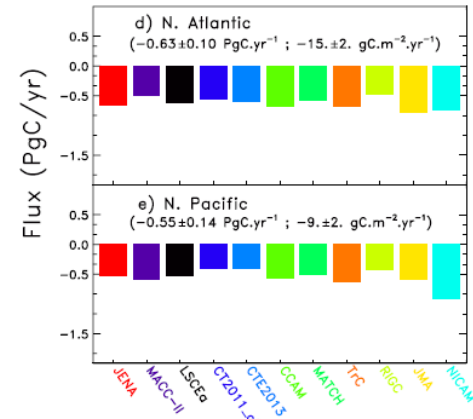 d) N. Atlantic
(−0.63±0.10 PgC.yr⁻¹ ; −15.±2. gC.m⁻².yr⁻¹)
0.5
0.0
-0.5
-1.5
Flux (PgC/yr)
e) N. Pacific
(−0.55±0.14 PgC.yr⁻¹ ; −9.±2. gC.m⁻².yr⁻¹)
0.5
0.0
-0.5
-1.5
JENA
MACC-II
LSCEa
CTE2013
CCAM
MATCH
TrC
RIGC
JMA